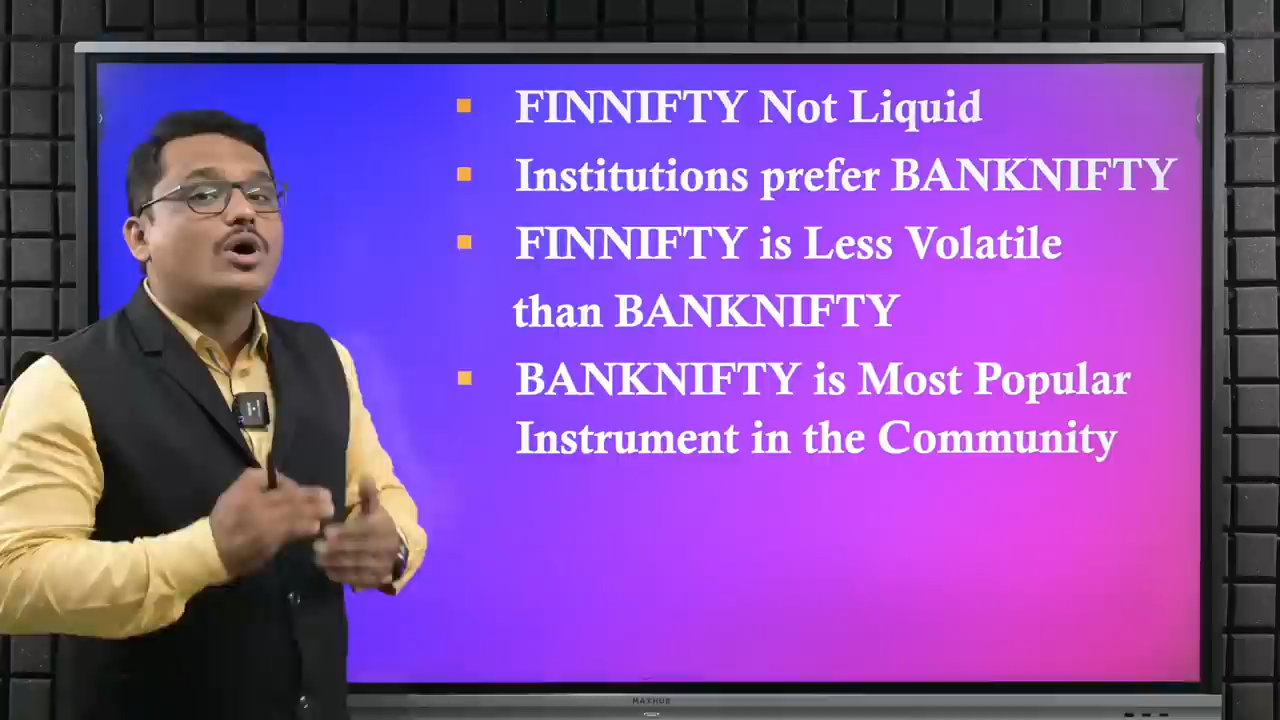 FINNIFTY Not Liquid
Institutions prefer BANKNIFTY
FINNIFTY is Less Volatile
than BANKNIFTY
BANKNIFTY is Most Popular
Instrument in the Community
MAXHUB